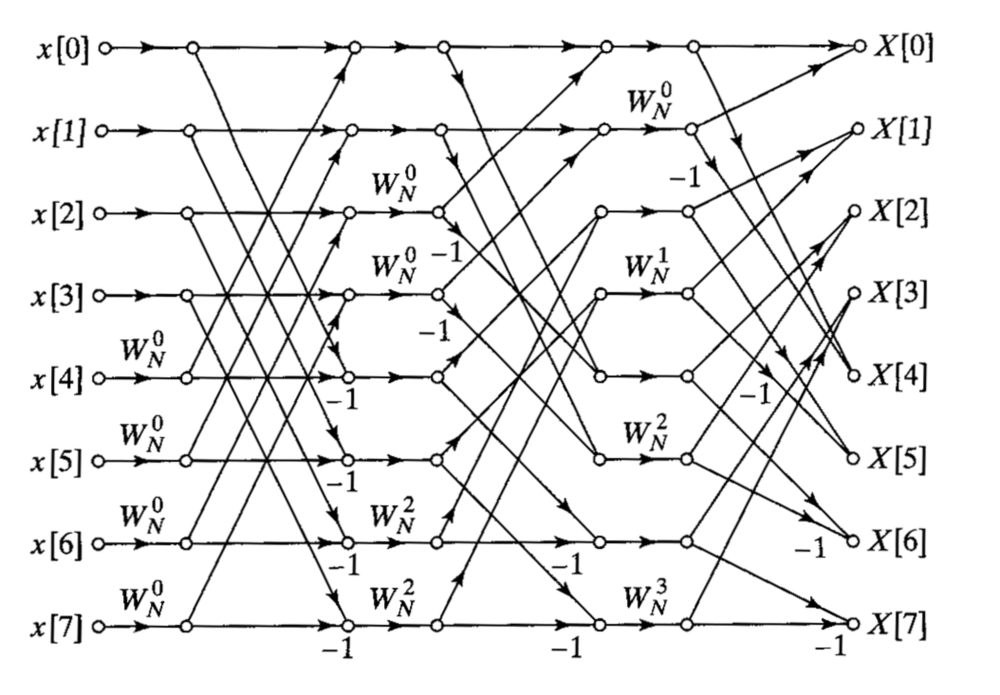 x[0] X[0]
W_N^0
x[1] X[1]
W_N^0 -1
x[2] -1 X[2]
W_N^0 W_N^1
x[3] X[3]
W_N^0 -1
x[4] -1 -1 X[4]
W_N^0 W_N^2
x[5] -1 X[5]
W_N^0 W_N^2
x[6] -1 -1 -1 X[6]
W_N^0 W_N^2 W_N^3
x[7] -1 -1 -1 X[7]